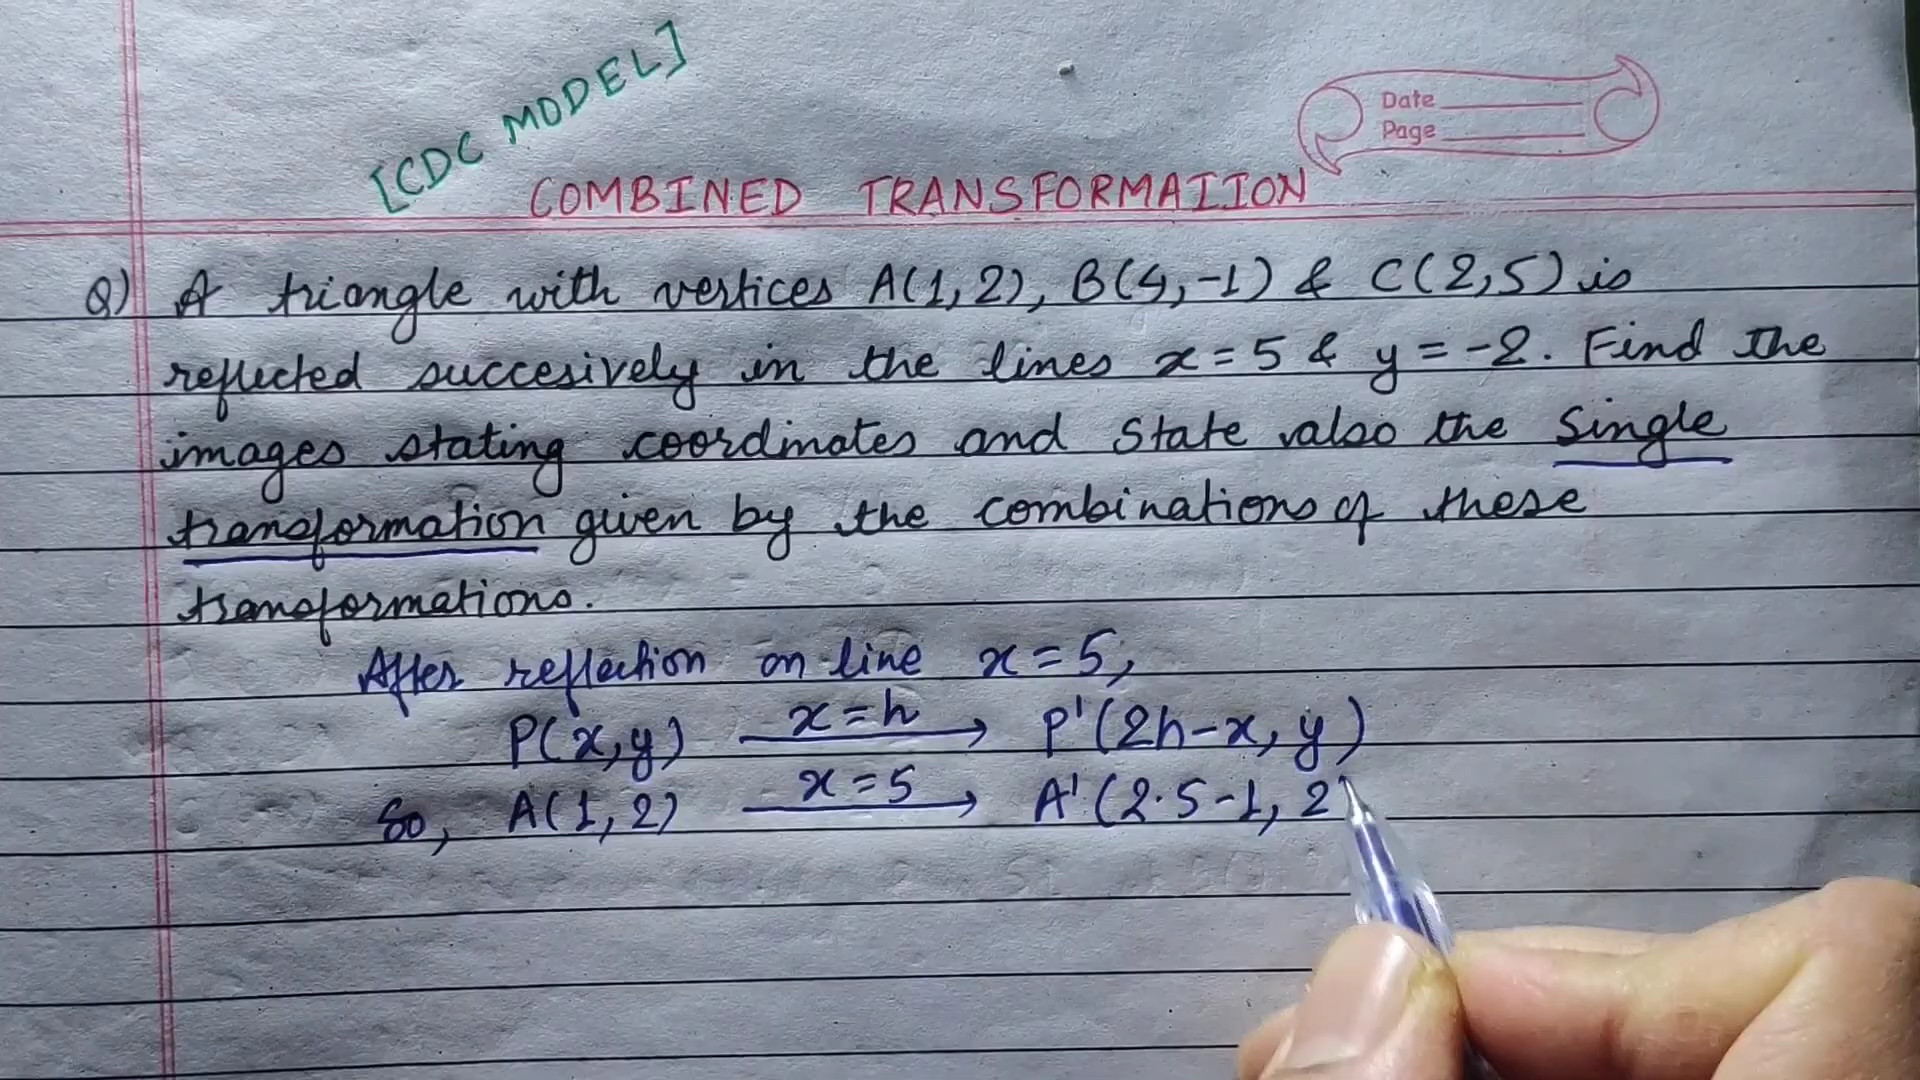 [CDC MODEL]
Date
Page
COMBINED TRANSFORMATION
Q) A triangle with vertices A(1,2), B(4,-1) & C(2,5) is
reflected succesively in the lines x=5 & y=-2. Find the
images stating coordinates and state also the single
transformation given by the combinations of these
transformations.
After reflection on line x=5,
P(x,y) x=h → P'(2h-x, y)
So, A(1,2) x=5 → A'(2·5-1, 2)